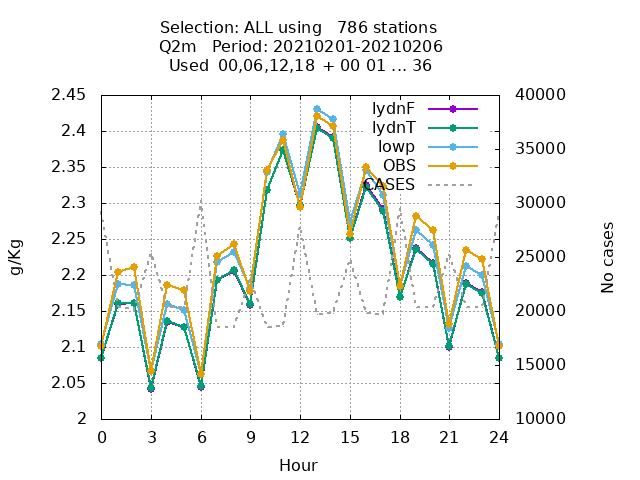 Selection: ALL using   786 stations
Q2m   Period: 20210201-20210206
Used  00,06,12,18  + 00 01 ... 36
2.45
2.4
2.35
2.3
2.25
2.2
2.15
2.1
2.05
2
40000
35000
30000
25000
20000
15000
10000
lydnF
lydnT
lowp
OBS
CASES
g/Kg
No cases
0 3 6 9 12 15 18 21 24
Hour